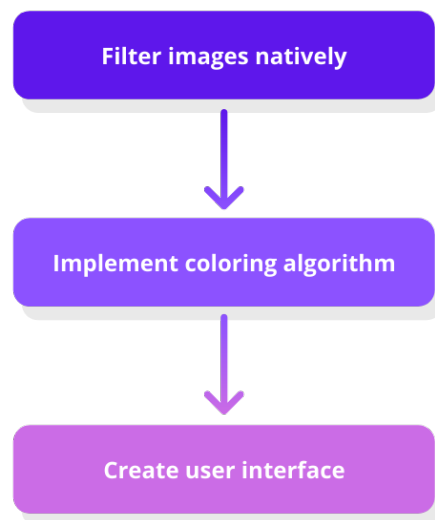 Filter images natively
Implement coloring algorithm
Create user interface